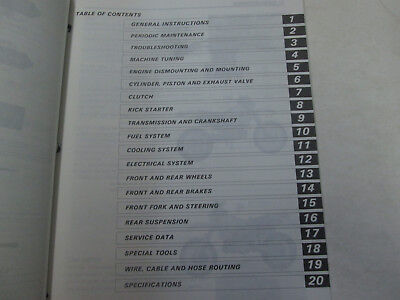 TABLE OF CONTENTS
GENERAL INSTRUCTIONS 1
PERIODIC MAINTENANCE 2
TROUBLESHOOTING 3
MACHINE TUNING 4
ENGINE DISMOUNTING AND MOUNTING 5
CYLINDER, PISTON AND EXHAUST VALVE 6
CLUTCH 7
KICK STARTER 8
TRANSMISSION AND CRANKSHAFT 9
FUEL SYSTEM 10
COOLING SYSTEM 11
ELECTRICAL SYSTEM 12
FRONT AND REAR WHEELS 13
FRONT AND REAR BRAKES 14
FRONT FORK AND STEERING 15
REAR SUSPENSION 16
SERVICE DATA 17
SPECIAL TOOLS 18
WIRE, CABLE AND HOSE ROUTING 19
SPECIFICATIONS 20